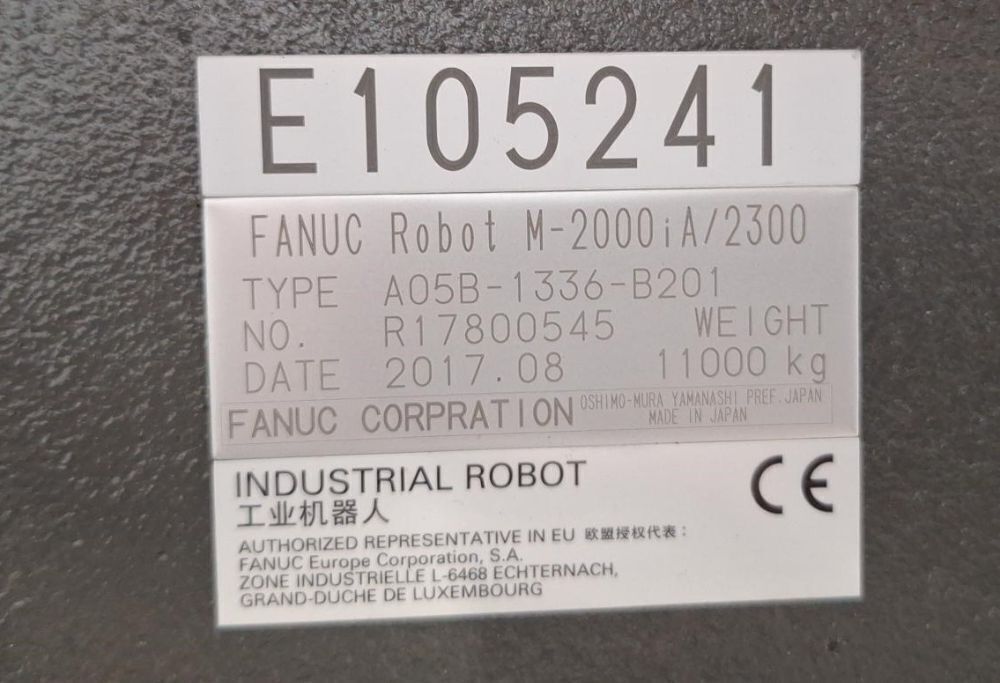 E105241
FANUC Robot M-2000iA/2300
TYPE A05B-1336-B201
NO. R17800545 WEIGHT
DATE 2017.08 11000 kg
FANUC CORPRATION OSHIMO-MURA YAMANASHI PREF.JAPAN
MADE IN JAPAN
INDUSTRIAL ROBOT CE
工业机器人
AUTHORIZED REPRESENTATIVE IN EU 欧盟授权代表：
FANUC Europe Corporation, S.A.
ZONE INDUSTRIELLE L-6468 ECHTERNACH,
GRAND-DUCHE DE LUXEMBOURG